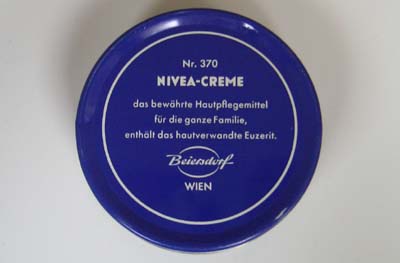 Nr. 370
NIVEA-CREME
das bewährte Hautpflegemittel
für die ganze Familie,
enthält das hautverwandte Euzerit.
Beiersdorf
WIEN